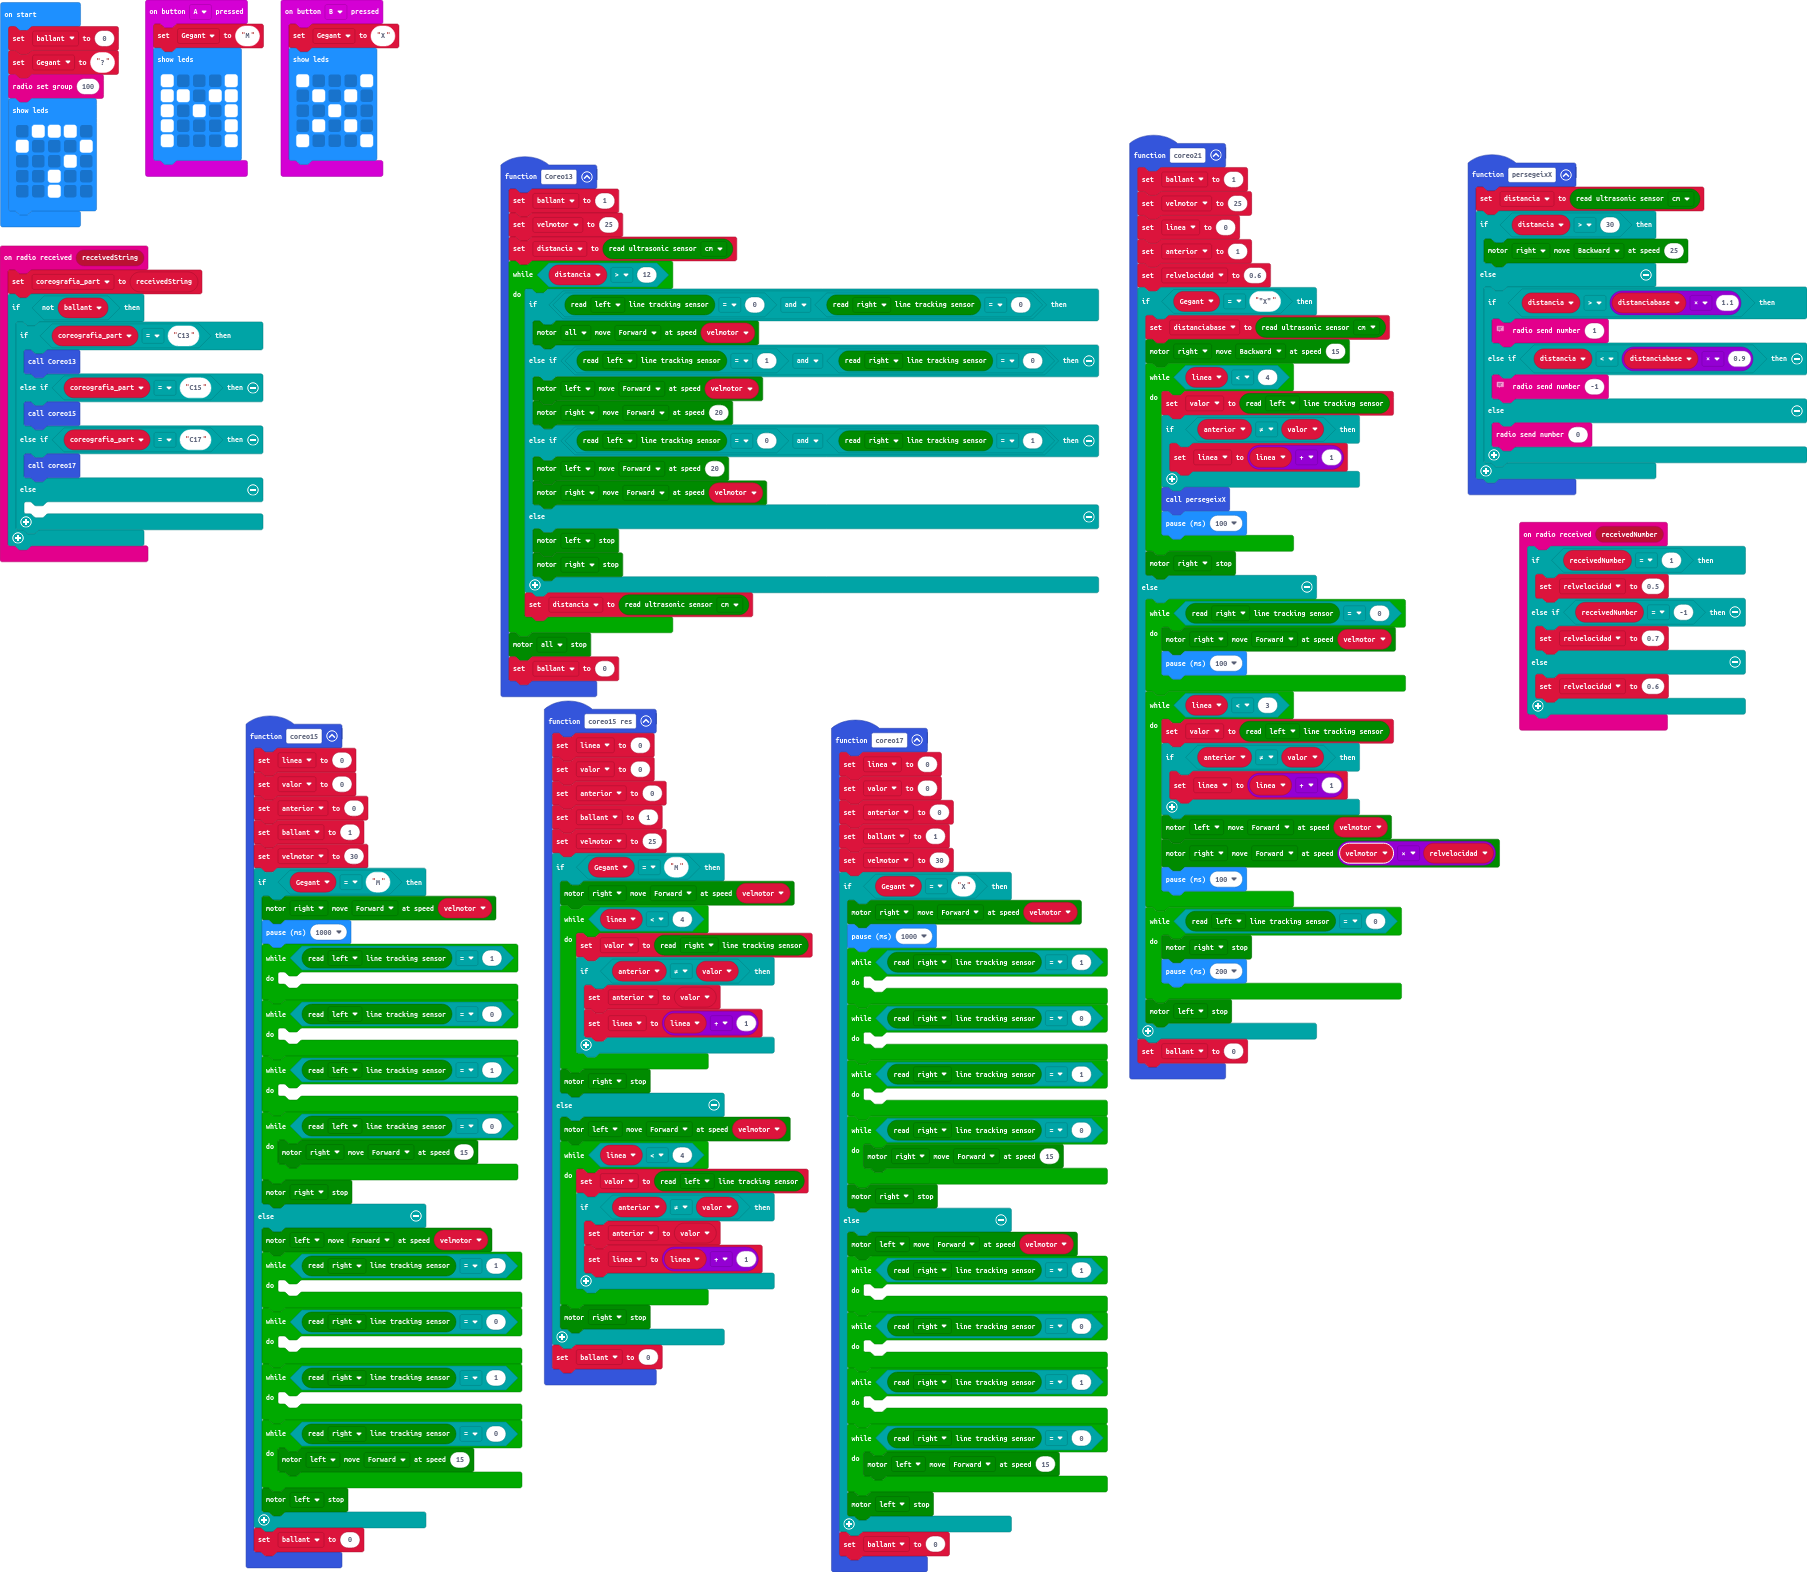 on start
set ballant to 0
set Gegant to "?"
radio set group 100
show leds
on button A pressed
set Gegant to "M"
show leds
on button B pressed
set Gegant to "X"
show leds
on radio received receivedString
set coreografia_part to receivedString
if not ballant then
if coreografia_part = "C13" then
call Coreo13
else if coreografia_part = "C15" then
call coreo15
else if coreografia_part = "C17" then
call coreo17
else
function Coreo13
set ballant to 1
set velmotor to 25
set distancia to read ultrasonic sensor cm
while distancia > 12
do
if read left line tracking sensor = 0 and read right line tracking sensor = 0 then
motor all move Forward at speed velmotor
else if read left line tracking sensor = 1 and read right line tracking sensor = 0 then
motor left move Forward at speed velmotor
motor right move Forward at speed 20
else if read left line tracking sensor = 0 and read right line tracking sensor = 1 then
motor left move Forward at speed 20
motor right move Forward at speed velmotor
else
motor left stop
motor right stop
set distancia to read ultrasonic sensor cm
motor all stop
set ballant to 0
function coreo21
set ballant to 1
set velmotor to 25
set linea to 0
set anterior to 1
set relvelocidad to 0.6
if Gegant = ""X"" then
set distanciabase to read ultrasonic sensor cm
motor right move Backward at speed 15
while linea < 4
do
set valor to read left line tracking sensor
if anterior ≠ valor then
set linea to linea + 1
call persegeixX
pause (ms) 100
motor right stop
else
while read right line tracking sensor = 0
do
motor right move Forward at speed velmotor
pause (ms) 100
while linea < 3
do
set valor to read left line tracking sensor
if anterior ≠ valor then
set linea to linea + 1
motor left move Forward at speed velmotor
motor right move Forward at speed velmotor × relvelocidad
pause (ms) 100
while read left line tracking sensor = 0
do
motor right stop
pause (ms) 200
motor left stop
set ballant to 0
function persegeixX
set distancia to read ultrasonic sensor cm
if distancia > 30 then
motor right move Backward at speed 25
else
if distancia > distanciabase × 1.1 then
radio send number 1
else if distancia < distanciabase × 0.9 then
radio send number -1
else
radio send number 0
on radio received receivedNumber
if receivedNumber = 1 then
set relvelocidad to 0.5
else if receivedNumber = -1 then
set relvelocidad to 0.7
else
set relvelocidad to 0.6
function coreo15
set linea to 0
set valor to 0
set anterior to 0
set ballant to 1
set velmotor to 30
if Gegant = "M" then
motor right move Forward at speed velmotor
pause (ms) 1000
while read left line tracking sensor = 1
do
while read left line tracking sensor = 0
do
while read left line tracking sensor = 1
do
while read left line tracking sensor = 0
do
motor right move Forward at speed 15
motor right stop
else
motor left move Forward at speed velmotor
while read right line tracking sensor = 1
do
while read right line tracking sensor = 0
do
while read right line tracking sensor = 1
do
while read right line tracking sensor = 0
do
motor left move Forward at speed 15
motor left stop
set ballant to 0
function coreo15 res
set linea to 0
set valor to 0
set anterior to 0
set ballant to 1
set velmotor to 25
if Gegant = "M" then
motor right move Forward at speed velmotor
while linea < 4
do
set valor to read right line tracking sensor
if anterior ≠ valor then
set anterior to valor
set linea to linea + 1
motor right stop
else
motor left move Forward at speed velmotor
while linea < 4
do
set valor to read left line tracking sensor
if anterior ≠ valor then
set anterior to valor
set linea to linea + 1
motor right stop
set ballant to 0
function coreo17
set linea to 0
set valor to 0
set anterior to 0
set ballant to 1
set velmotor to 30
if Gegant = "X" then
motor right move Forward at speed velmotor
pause (ms) 1000
while read right line tracking sensor = 1
do
while read right line tracking sensor = 0
do
while read right line tracking sensor = 1
do
while read right line tracking sensor = 0
do
motor right move Forward at speed 15
motor right stop
else
motor left move Forward at speed velmotor
while read right line tracking sensor = 1
do
while read right line tracking sensor = 0
do
while read right line tracking sensor = 1
do
while read right line tracking sensor = 0
do
motor left move Forward at speed 15
motor left stop
set ballant to 0